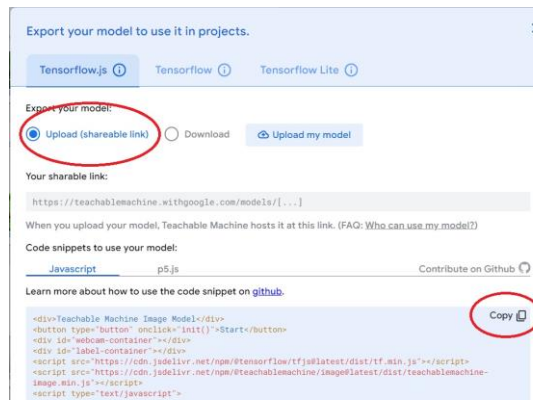 Export your model to use it in projects.
Tensorflow.js Tensorflow Tensorflow Lite
Export your model:
Upload (shareable link) Download Upload my model
Your sharable link:
https://teachablemachine.withgoogle.com/models/[...]
When you upload your model, Teachable Machine hosts it at this link. (FAQ: Who can use my model?)
Code snippets to use your model:
Javascript p5.js Contribute on Github
Learn more about how to use the code snippet on github.
Copy
<div>Teachable Machine Image Model</div>
<button type="button" onclick="init()">Start</button>
<div id="webcam-container"></div>
<div id="label-container"></div>
<script src="https://cdn.jsdelivr.net/npm/@tensorflow/tfjs@latest/dist/tf.min.js"></script>
<script src="https://cdn.jsdelivr.net/npm/@teachablemachine/image@latest/dist/teachablemachine-
image.min.js"></script>
<script type="text/javascript">